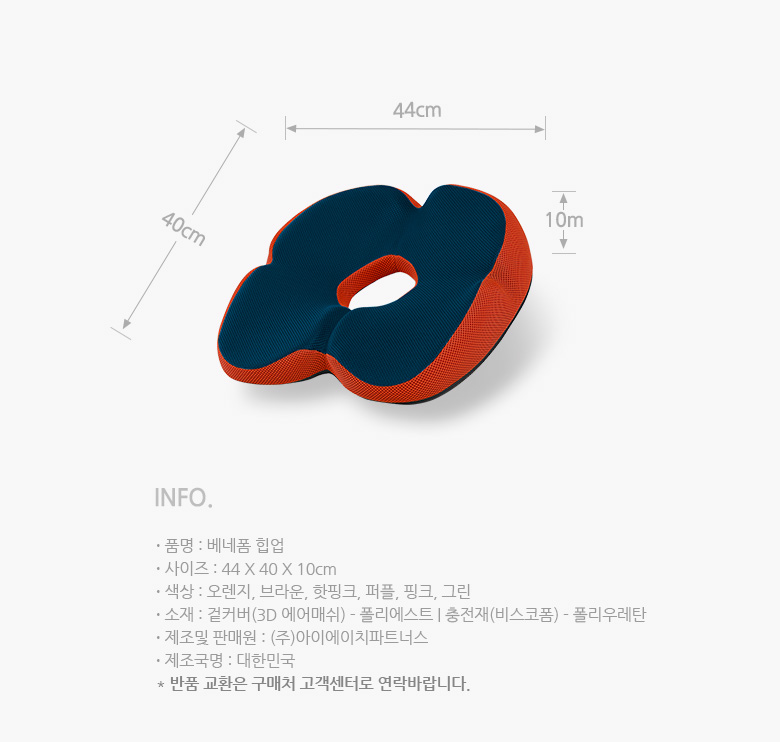 44cm
40cm
10m
INFO.
· 품명 : 베네폼 힙업
· 사이즈 : 44 X 40 X 10cm
· 색상 : 오렌지, 브라운, 핫핑크, 퍼플, 핑크, 그린
· 소재 : 겉커버(3D 에어매쉬) - 폴리에스트 | 충전재(비스코폼) - 폴리우레탄
· 제조및 판매원 : (주)아이에이치파트너스
· 제조국명 : 대한민국
* 반품 교환은 구매처 고객센터로 연락바랍니다.